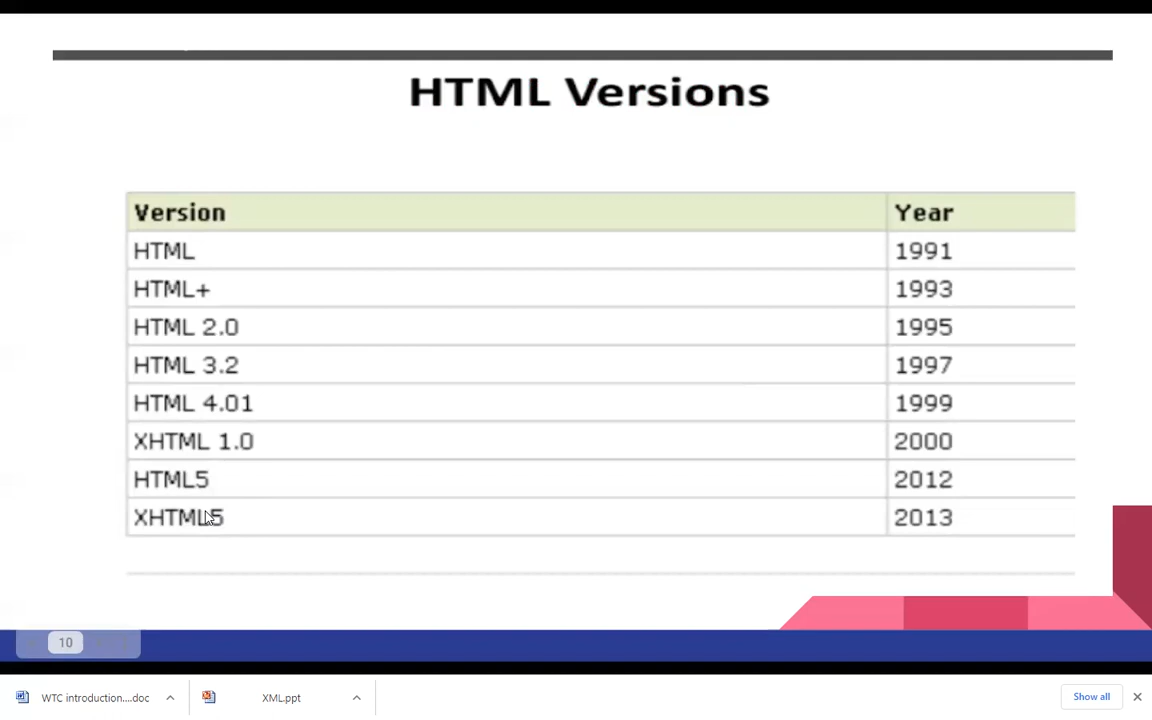 HTML Versions
Version Year
HTML 1991
HTML+ 1993
HTML 2.0 1995
HTML 3.2 1997
HTML 4.01 1999
XHTML 1.0 2000
HTML5 2012
XHTML5 2013
10
WTC introduction....doc XML.ppt Show all